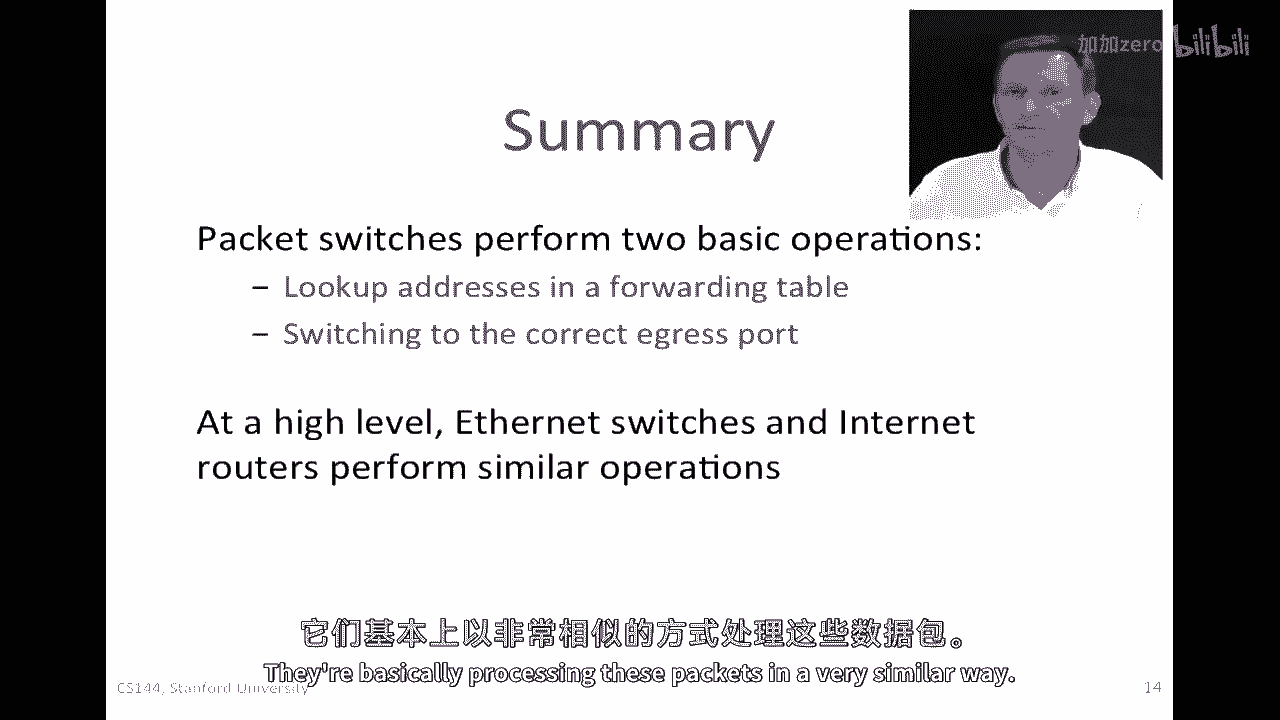 加加zero bilibili
Summary
Packet switches perform two basic operations:
– Lookup addresses in a forwarding table
– Switching to the correct egress port
At a high level, Ethernet switches and Internet
routers perform similar operations
它们基本上以非常相似的方式处理这些数据包。
They're basically processing these packets in a very similar way.
CS144, Stanford University
14